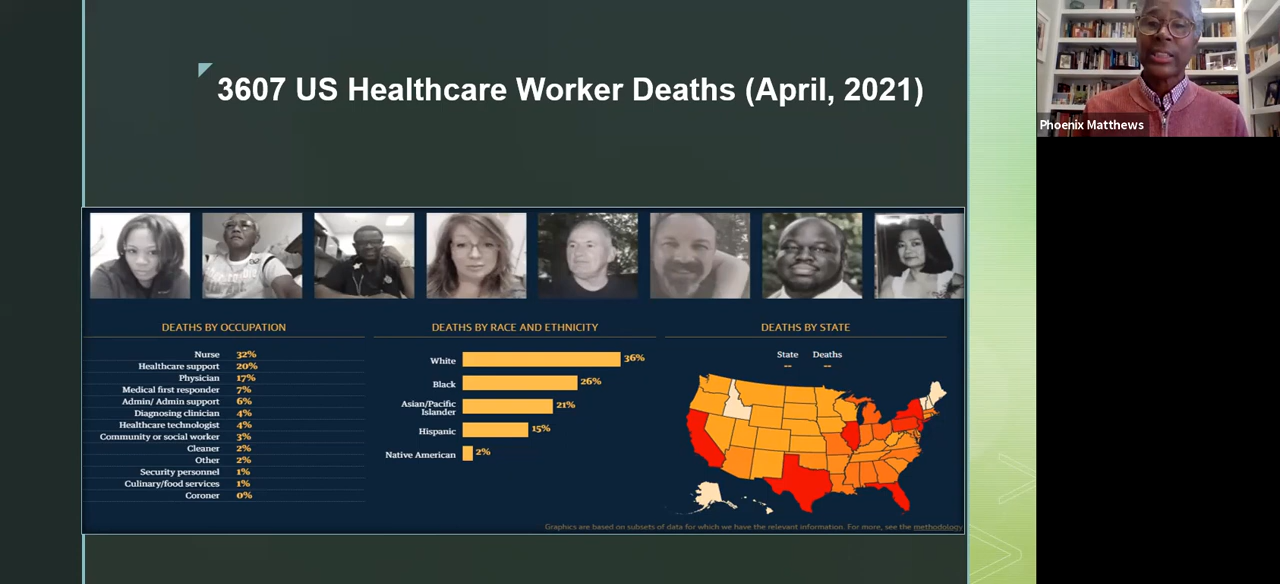 3607 US Healthcare Worker Deaths (April, 2021)
Phoenix Matthews
DEATHS BY OCCUPATION
Nurse 32%
Healthcare support 20%
Physician 17%
Medical first responder 7%
Admin/ Admin support 6%
Diagnosing clinician 4%
Healthcare technologist 4%
Community or social worker 3%
Cleaner 2%
Other 2%
Security personnel 1%
Culinary/food services 1%
Coroner 0%
DEATHS BY RACE AND ETHNICITY
White 36%
Black 26%
Asian/Pacific
Islander 21%
Hispanic 15%
Native American 2%
DEATHS BY STATE
State Deaths
-- --
Graphics are based on subsets of data for which we have the relevant information. For more, see the methodology